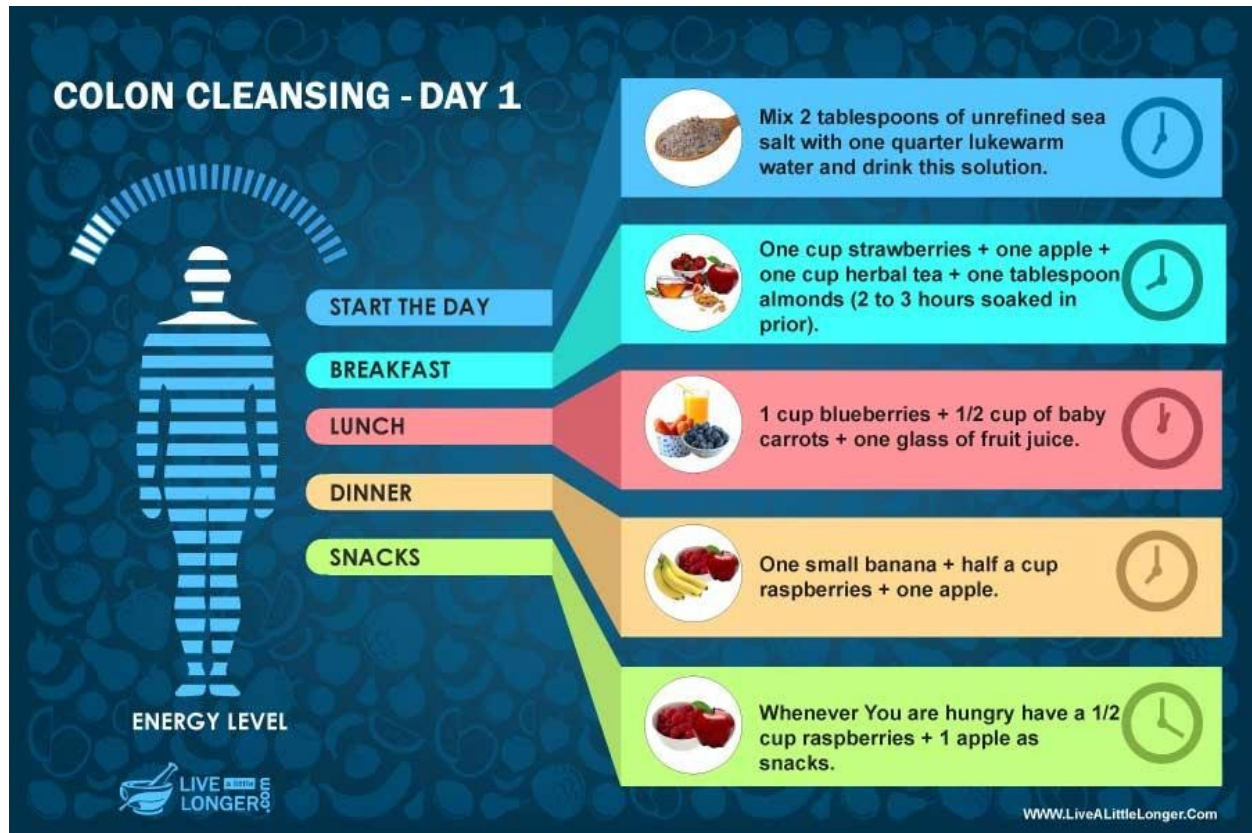 COLON CLEANSING - DAY 1
Mix 2 tablespoons of unrefined sea
salt with one quarter lukewarm
water and drink this solution.
One cup strawberries + one apple +
one cup herbal tea + one tablespoon
almonds (2 to 3 hours soaked in
prior).
START THE DAY
BREAKFAST
LUNCH
DINNER
SNACKS
1 cup blueberries + 1/2 cup of baby
carrots + one glass of fruit juice.
One small banana + half a cup
raspberries + one apple.
Whenever You are hungry have a 1/2
cup raspberries + 1 apple as
snacks.
ENERGY LEVEL
LIVE a little
LONGER.com
WWW.LiveALittleLonger.Com